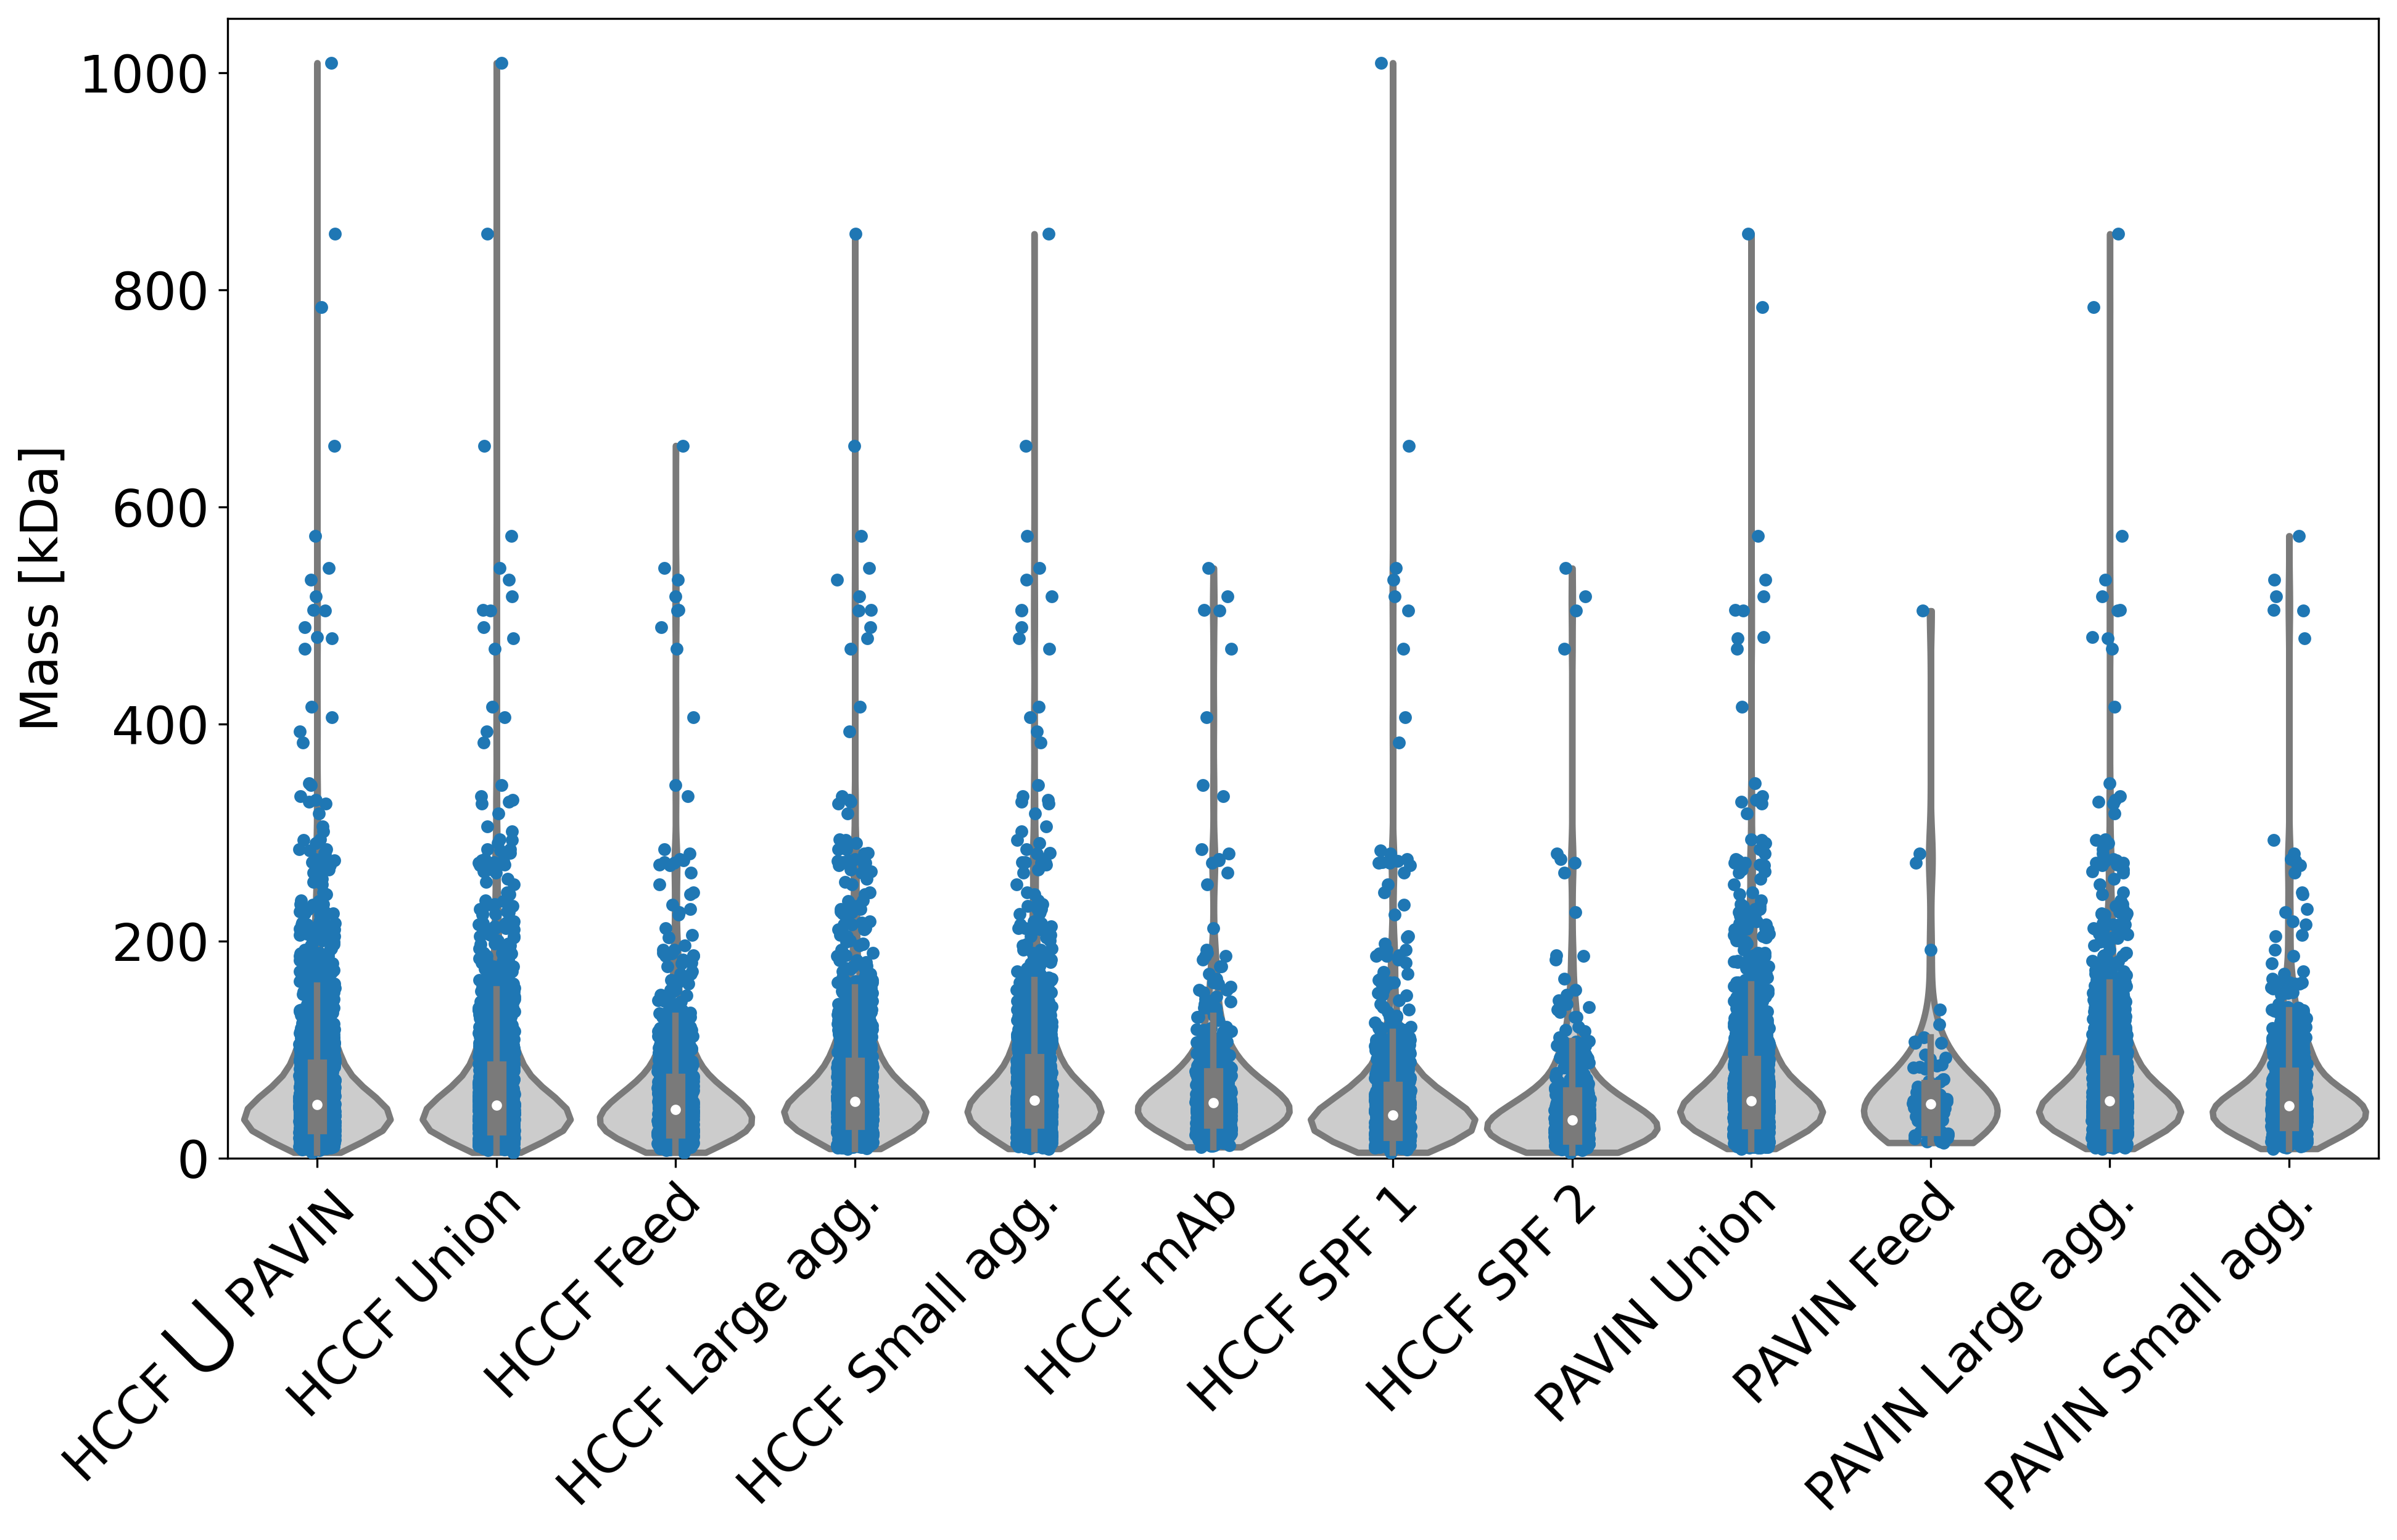 Mass [kDa]
1000
800
600
400
200
0
HCCF U PAVIN
HCCF Union
HCCF Feed
HCCF Large agg.
HCCF Small agg.
HCCF mAb
HCCF SPF 1
HCCF SPF 2
PAVIN Union
PAVIN Feed
PAVIN Large agg.
PAVIN Small agg.